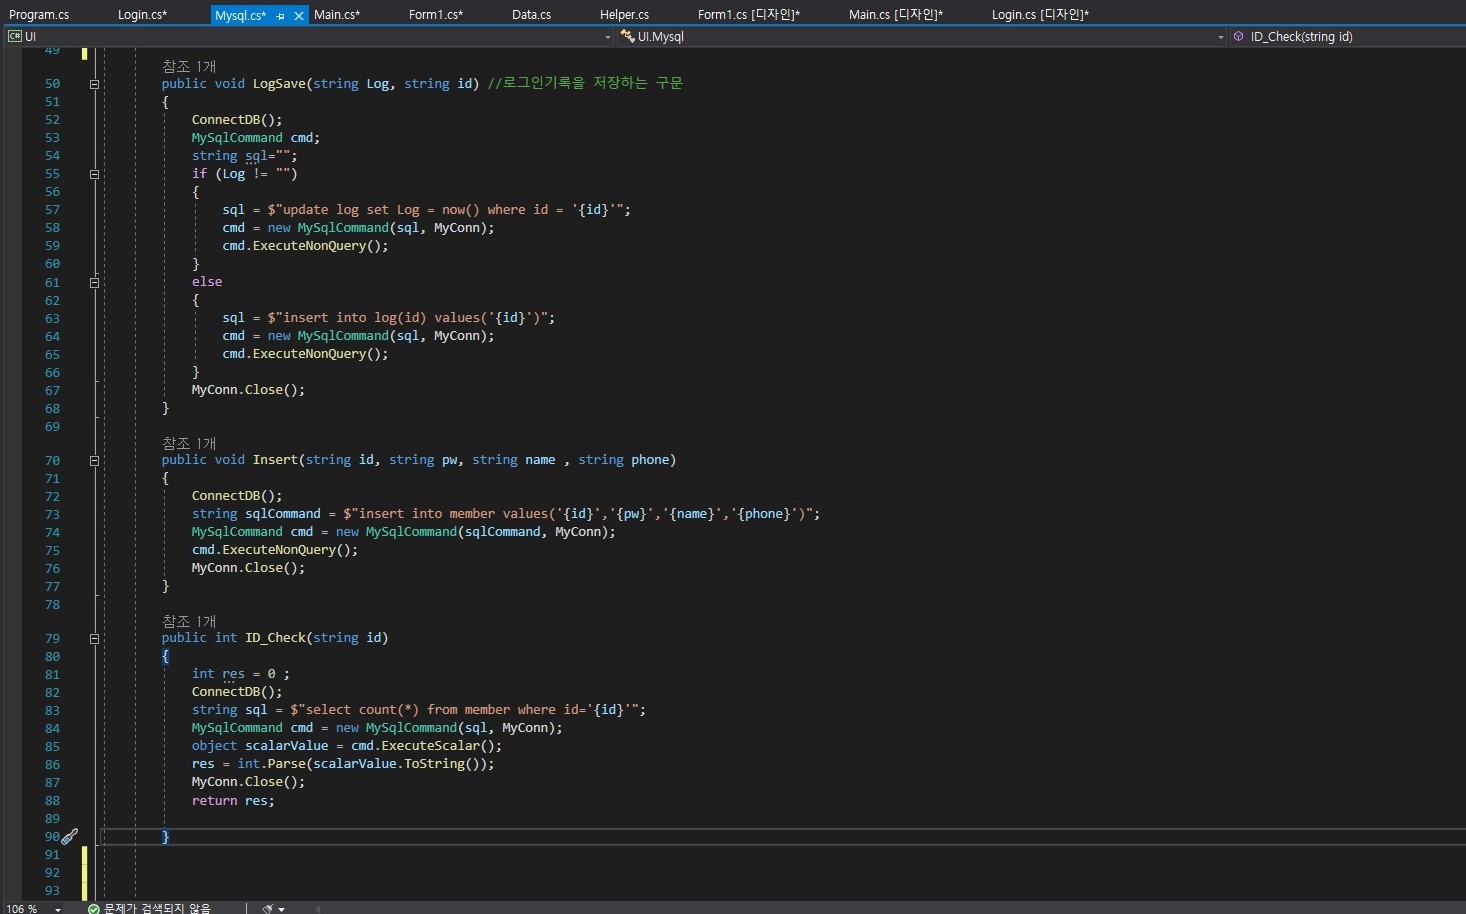 Program.cs Login.cs* Mysql.cs* Main.cs* Form1.cs* Data.cs Helper.cs Form1.cs [디자인]* Main.cs [디자인]* Login.cs [디자인]*
C# UI UI.Mysql ID_Check(string id)
49
참조 1개
50 public void LogSave(string Log, string id) //로그인기록을 저장하는 구문
51 {
52 ConnectDB();
53 MySqlCommand cmd;
54 string sql="";
55 if (Log != "")
56 {
57 sql = $"update log set Log = now() where id = '{id}'";
58 cmd = new MySqlCommand(sql, MyConn);
59 cmd.ExecuteNonQuery();
60 }
61 else
62 {
63 sql = $"insert into log(id) values('{id}')";
64 cmd = new MySqlCommand(sql, MyConn);
65 cmd.ExecuteNonQuery();
66 }
67 MyConn.Close();
68 }
69
참조 1개
70 public void Insert(string id, string pw, string name , string phone)
71 {
72 ConnectDB();
73 string sqlCommand = $"insert into member values('{id}','{pw}','{name}','{phone}')";
74 MySqlCommand cmd = new MySqlCommand(sqlCommand, MyConn);
75 cmd.ExecuteNonQuery();
76 MyConn.Close();
77 }
78
참조 1개
79 public int ID_Check(string id)
80 {
81 int res = 0 ;
82 ConnectDB();
83 string sql = $"select count(*) from member where id='{id}'";
84 MySqlCommand cmd = new MySqlCommand(sql, MyConn);
85 object scalarValue = cmd.ExecuteScalar();
86 res = int.Parse(scalarValue.ToString());
87 MyConn.Close();
88 return res;
89
90 }
91
92
93
106 % 문제가 검색되지 않음